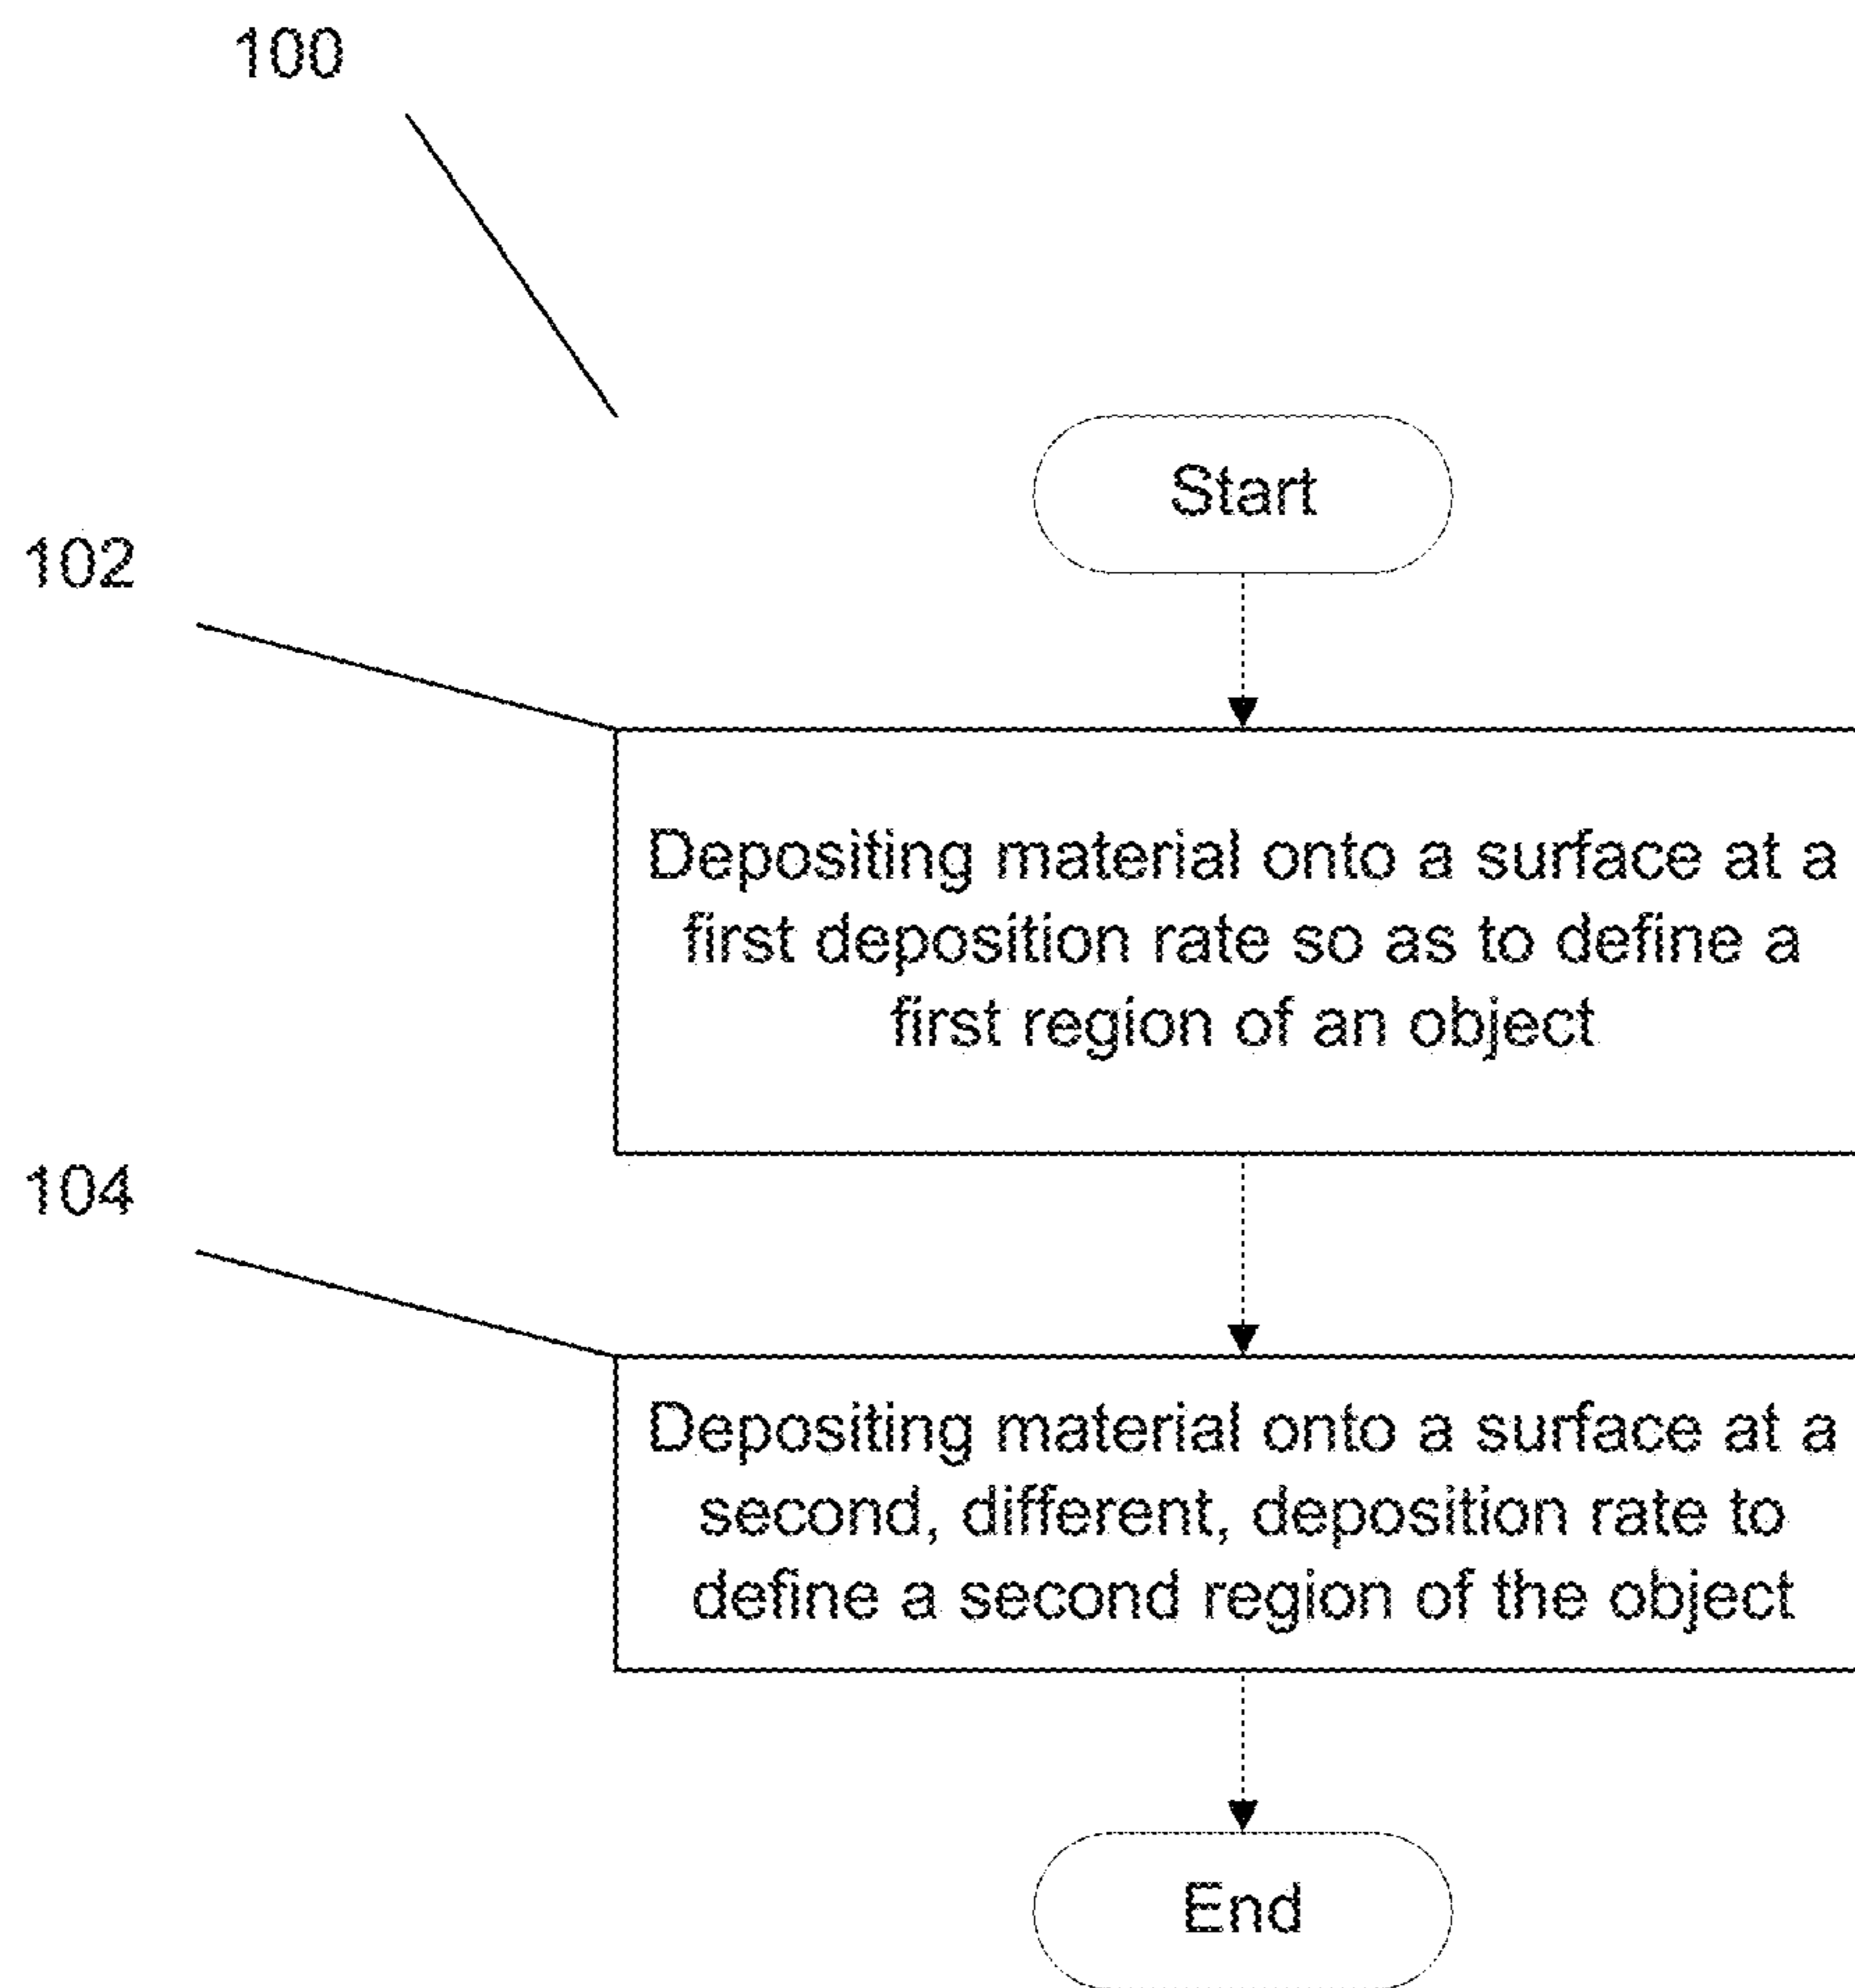 100
Start
102
Depositing material onto a surface at a
first deposition rate so as to define a
first region of an object
104
Depositing material onto a surface at a
second, different, deposition rate to
define a second region of the object
End